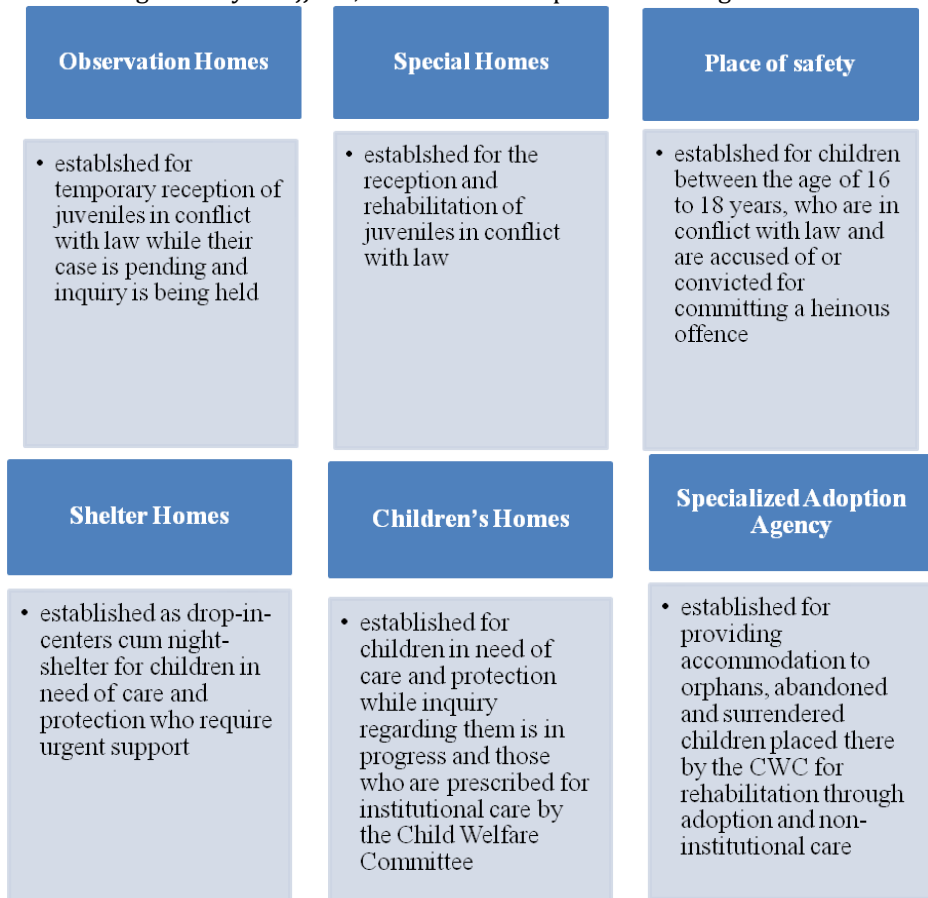 Observation Homes
• establshed for
temporary reception of
juveniles in conflict
with law while their
case is pending and
inquiry is being held
Special Homes
• establshed for the
reception and
rehabilitation of
juveniles in conflict
with law
Place of safety
• establshed for children
between the age of 16
to 18 years, who are in
conflict with law and
are accused of or
convicted for
committing a heinous
offence
Shelter Homes
• established as drop-in-
centers cum night-
shelter for children in
need of care and
protection who require
urgent support
Children's Homes
• established for
children in need of
care and protection
while inquiry
regarding them is in
progress and those
who are prescribed for
institutional care by
the Child Welfare
Committee
Specialized Adoption
Agency
• established for
providing
accommodation to
orphans, abandoned
and surrendered
children placed there
by the CWC for
rehabilitation through
adoption and non-
institutional care